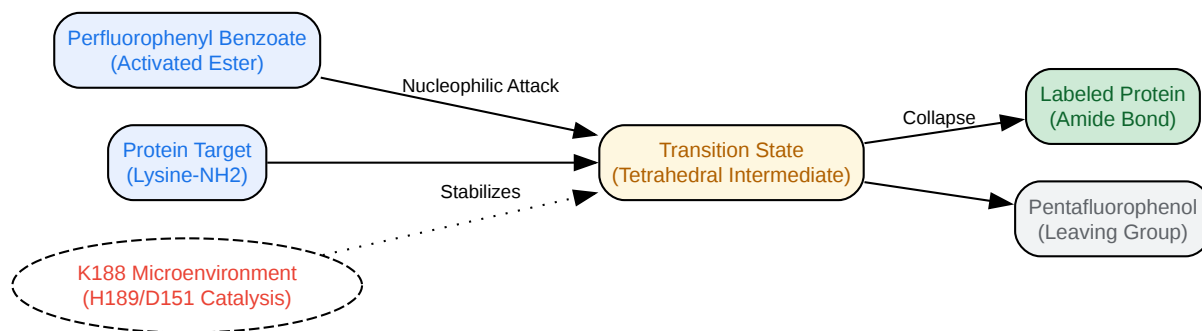 Perfluorophenyl Benzoate
(Activated Ester)
Nucleophilic Attack
Protein Target
(Lysine-NH2)
Stabilizes
K188 Microenvironment
(H189/D151 Catalysis)
Transition State
(Tetrahedral Intermediate)
Collapse
Labeled Protein
(Amide Bond)
Pentafluorophenol
(Leaving Group)